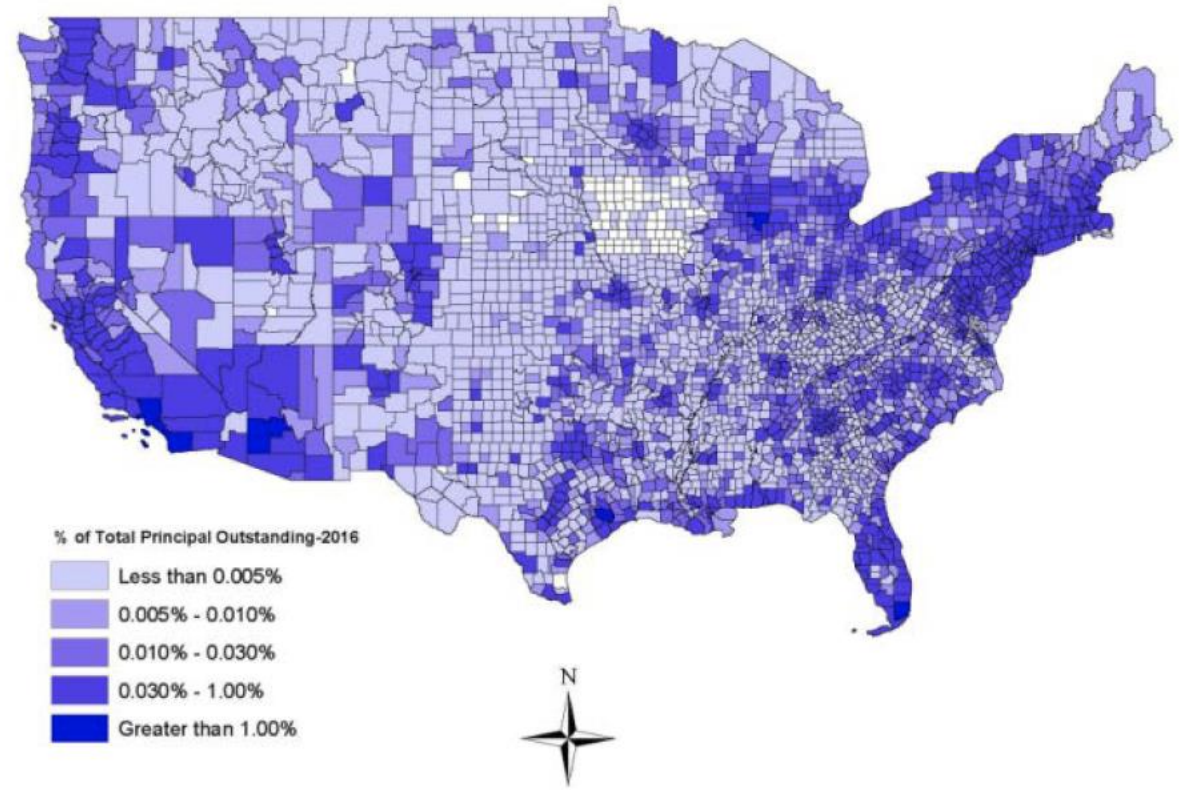 % of Total Principal Outstanding-2016
Less than 0.005%
0.005% - 0.010%
0.010% - 0.030%
0.030% - 1.00%
Greater than 1.00%
N